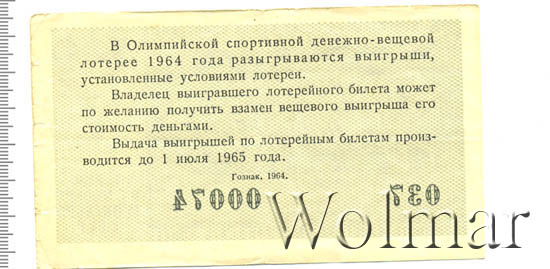 В Олимпийской спортивной денежно-вещевой
лотерее 1964 года разыгрываются выигрыши,
установленные условиями лотереи.
Владелец выигравшего лотерейного билета может
по желанию получить взамен вещевого выигрыша его
стоимость деньгами.
Выдача выигрышей по лотерейным билетам произ-
водится до 1 июля 1965 года.
Гознак. 1964.
00074 037
Wolmar